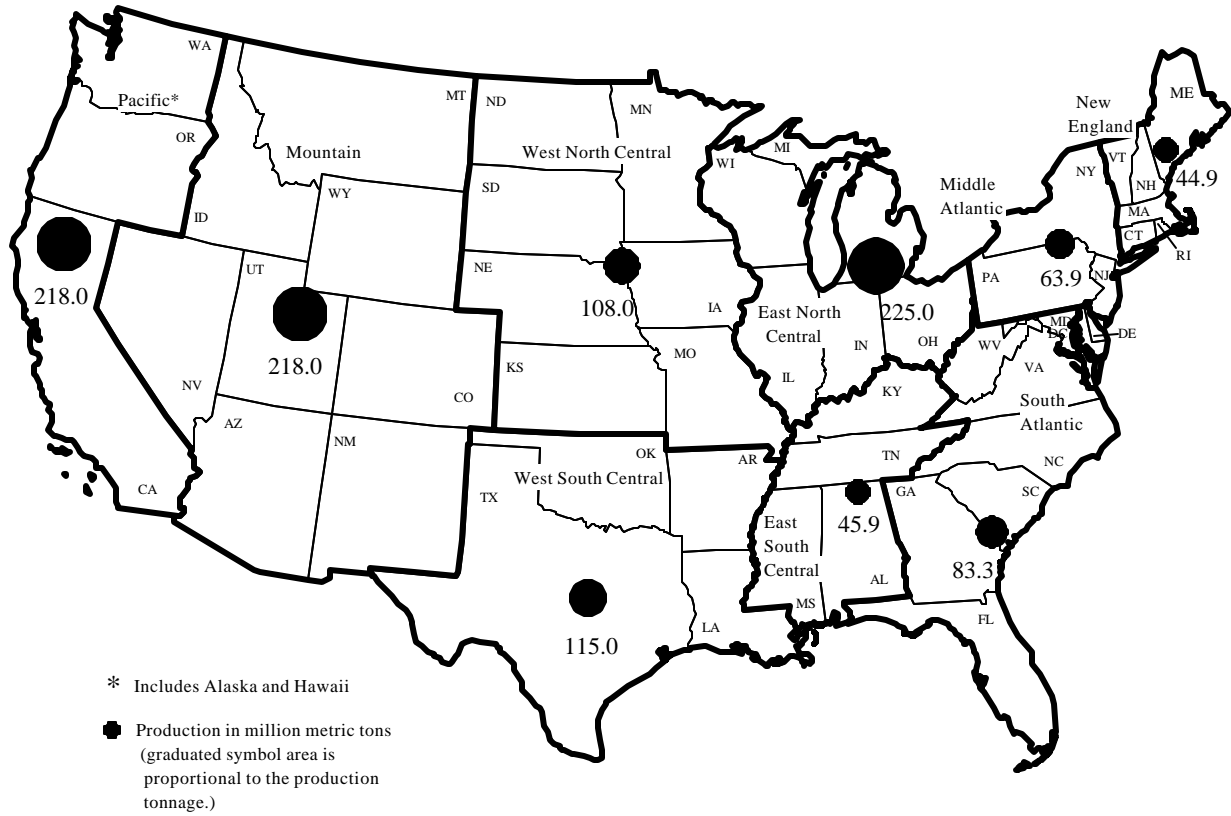 WA
Pacific*
OR
ID
MT
Mountain
WY
ND
MN
West North Central
SD
WI
MI
New
England
ME
VT
NH
44.9
NY
Middle
Atlantic
MA
CT
RI
218.0
UT
218.0
NV
CO
NE
108.0
IA
KS
MO
225.0
East North
Central
IL
IN
OH
PA
63.9
NJ
MD
DC
DE
WV
VA
KY
South
Atlantic
CA
AZ
NM
OK
AR
West South Central
TX
TN
NC
SC
GA
45.9
East
South
Central
83.3
AL
MS
FL
LA
115.0
* Includes Alaska and Hawaii
Production in million metric tons
(graduated symbol area is
proportional to the production
tonnage.)